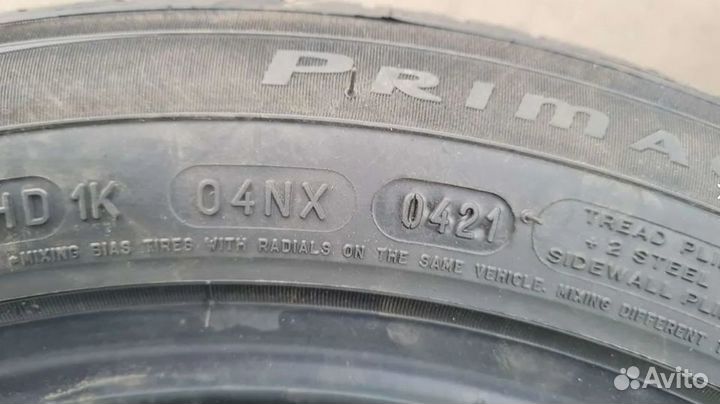 PRIMA
HD 1K 04NX 0421
TREAD PLI
+ 2 STEEL
SIDEWALL PL
MIXING BIAS TIRES WITH RADIALS ON THE SAME VEHICLE. MIXING DIFFERENT
Avito